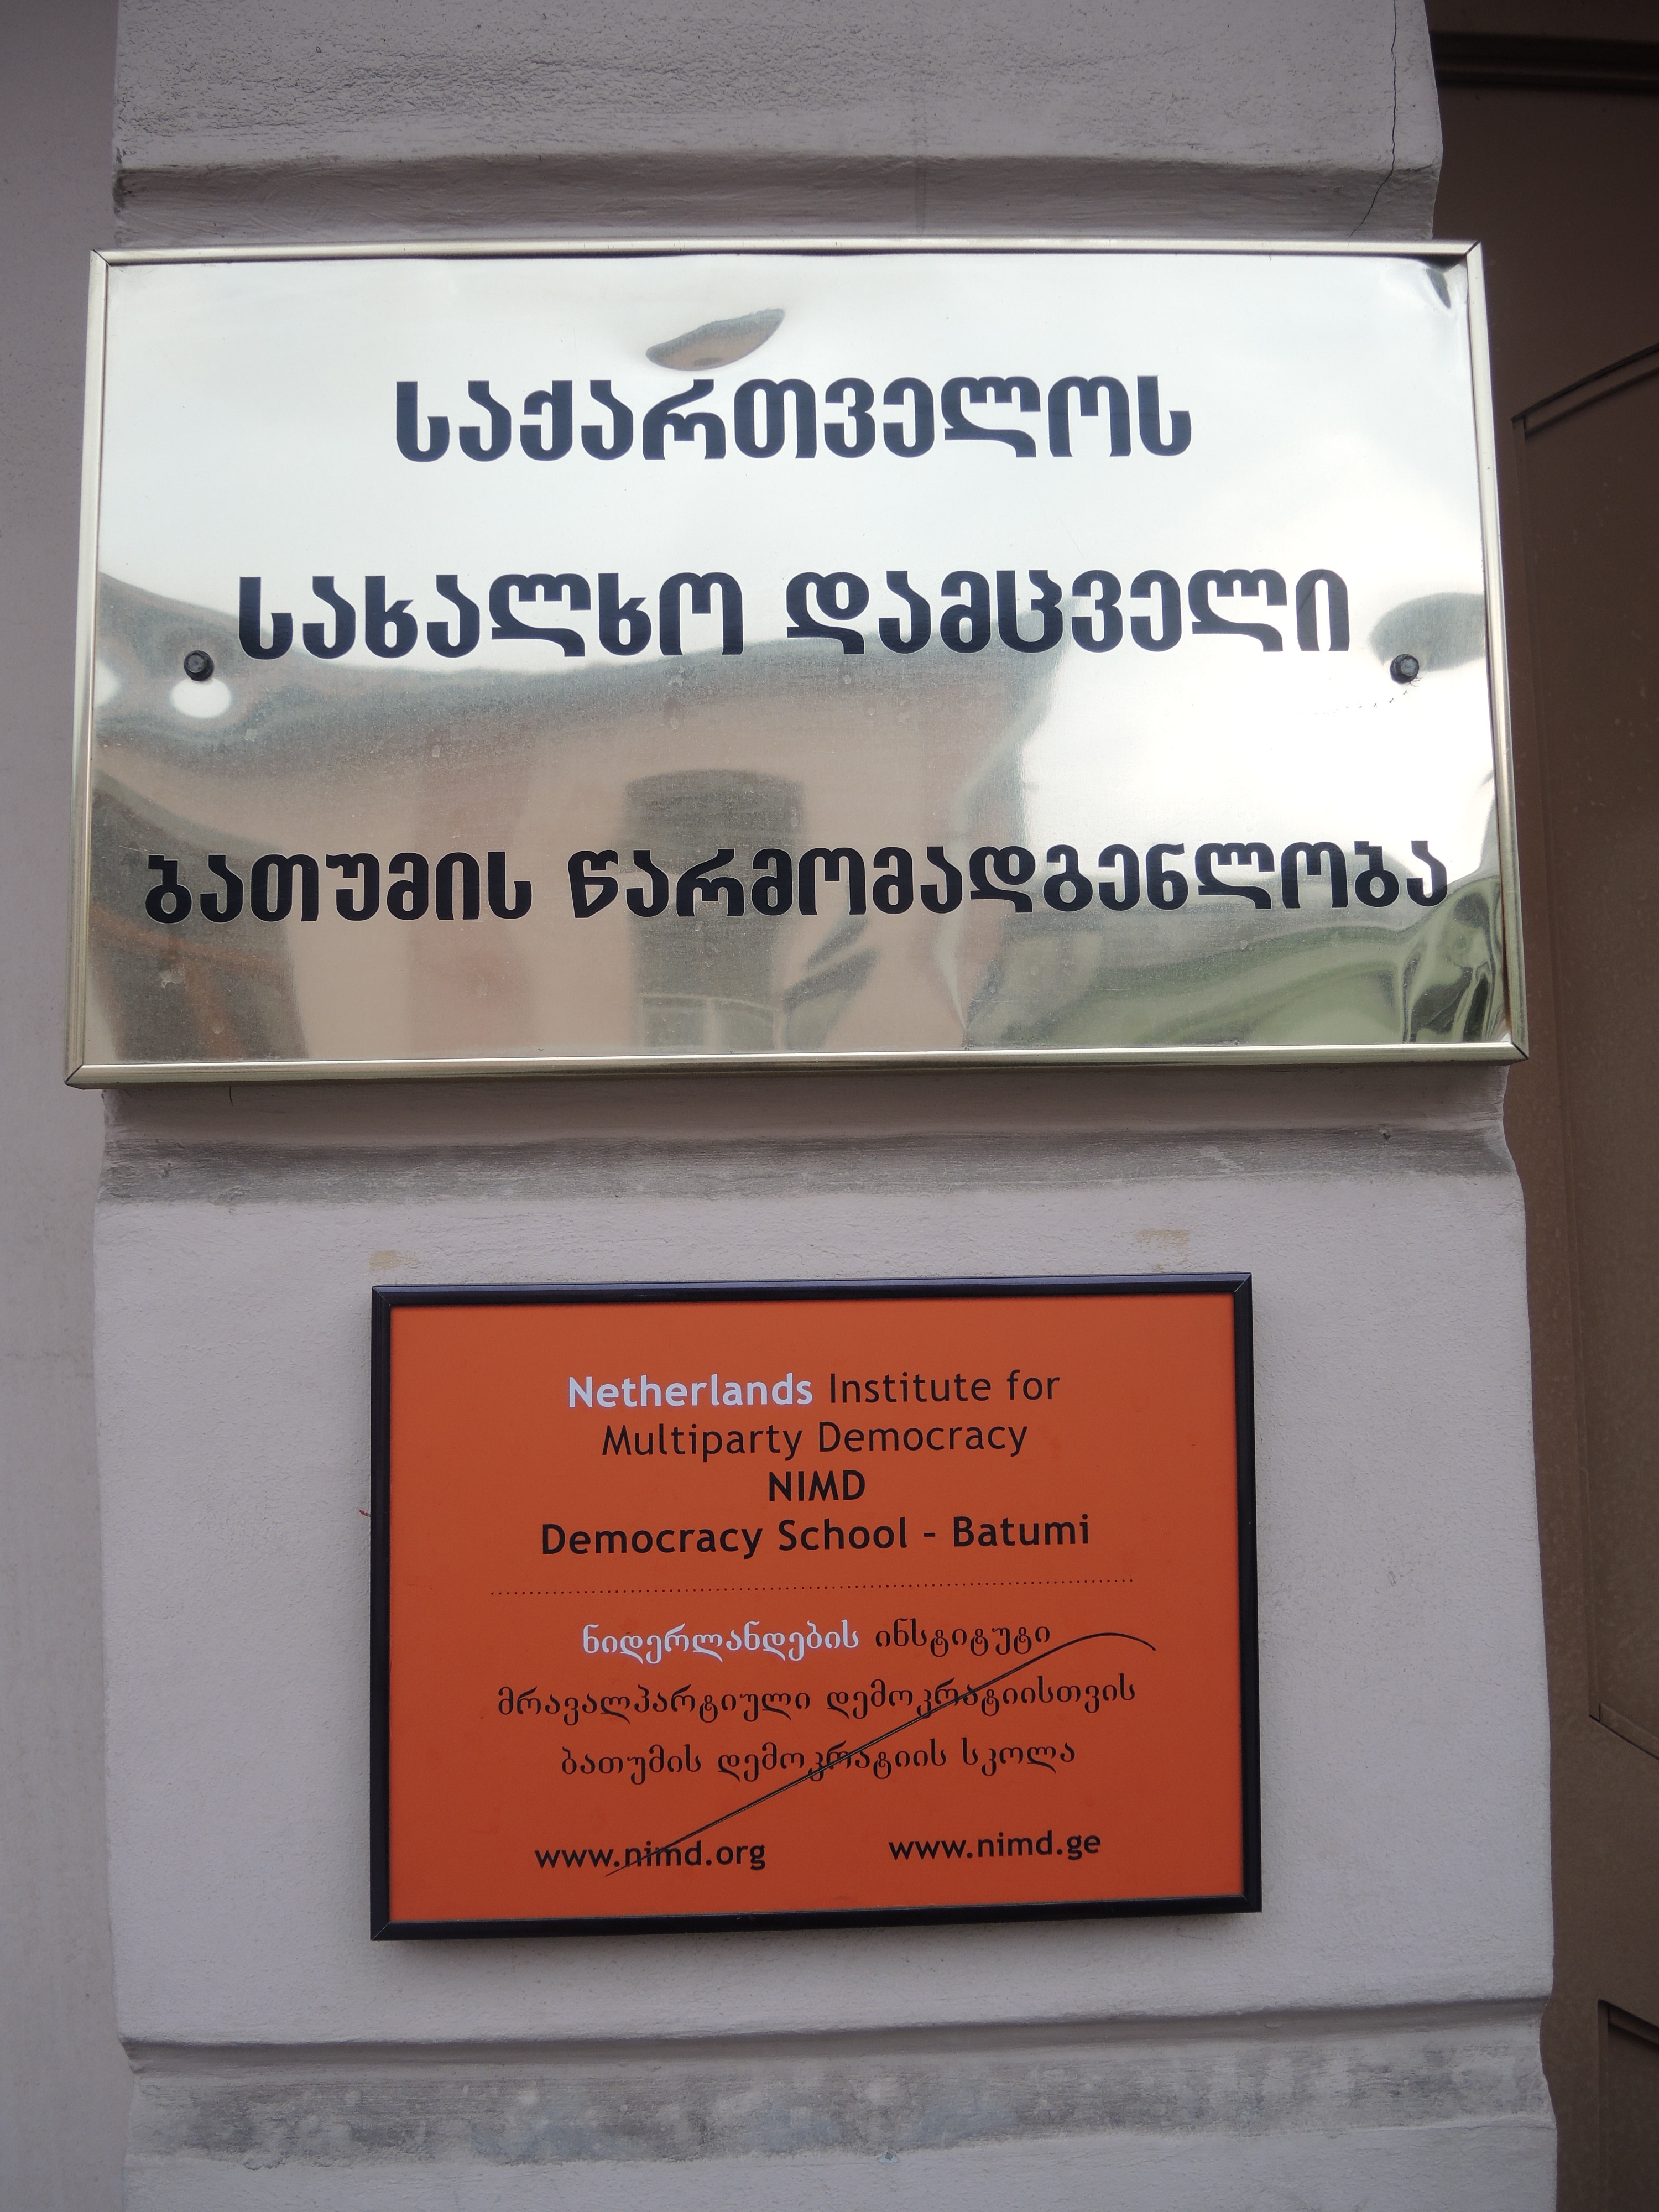 საქართველოს
სახალხო დამცველი
ბათუმის წარმომადგენლობა
Netherlands Institute for
Multiparty Democracy
NIMD
Democracy School - Batumi
ნიდერლანდების ინსტიტუტი
მრავალპარტიული დემოკრატიისთვის
ბათუმის დემოკრატიის სკოლა
www.nimd.org www.nimd.ge